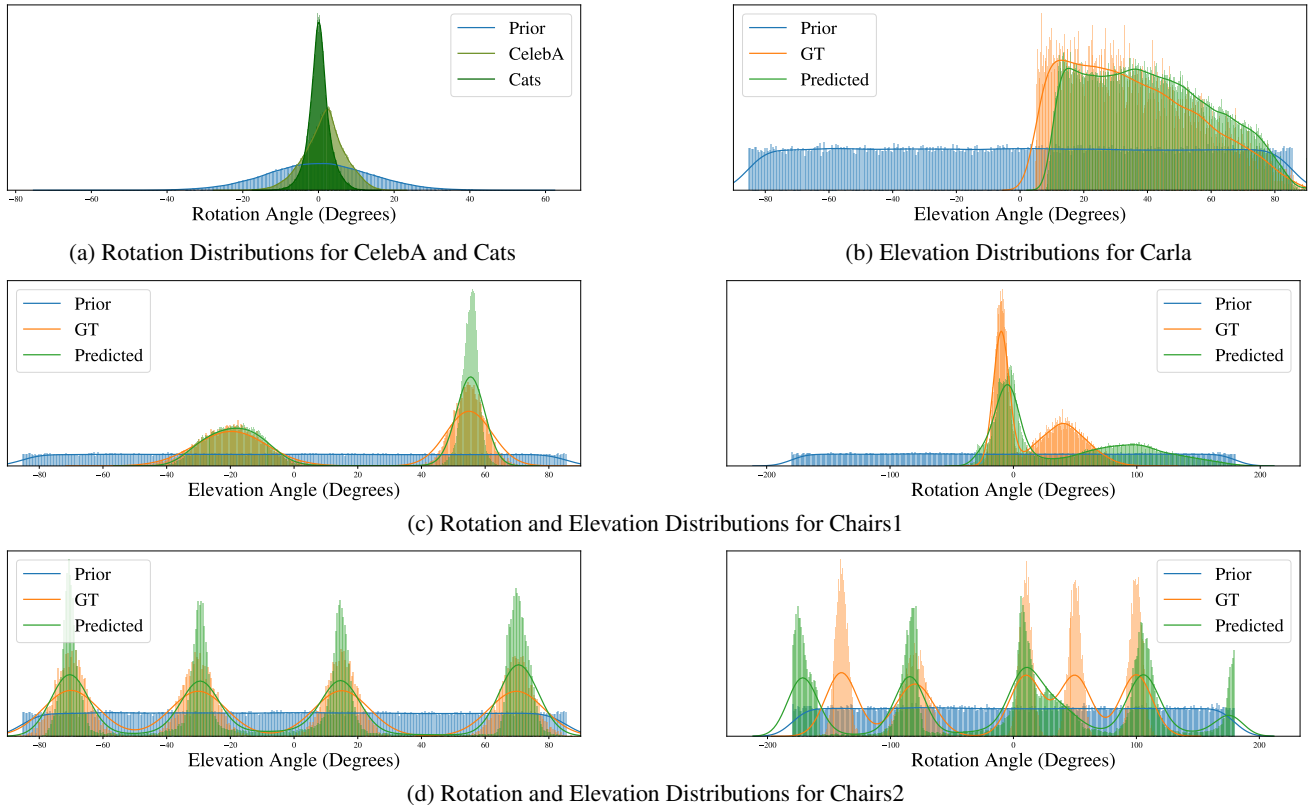 Prior
CelebA
Cats
−80 −60 −40 −20 0 20 40 60
Rotation Angle (Degrees)
(a) Rotation Distributions for CelebA and Cats
Prior
GT
Predicted
−80 −60 −40 −20 0 20 40 60 80
Elevation Angle (Degrees)
(b) Elevation Distributions for Carla
Prior
GT
Predicted
−80 −60 −40 −20 0 20 40 60 80
Elevation Angle (Degrees)
Prior
GT
Predicted
−200 −100 0 100 200
Rotation Angle (Degrees)
(c) Rotation and Elevation Distributions for Chairs1
Prior
GT
Predicted
−80 −60 −40 −20 0 20 40 60 80
Elevation Angle (Degrees)
Prior
GT
Predicted
−200 −100 0 100 200
Rotation Angle (Degrees)
(d) Rotation and Elevation Distributions for Chairs2